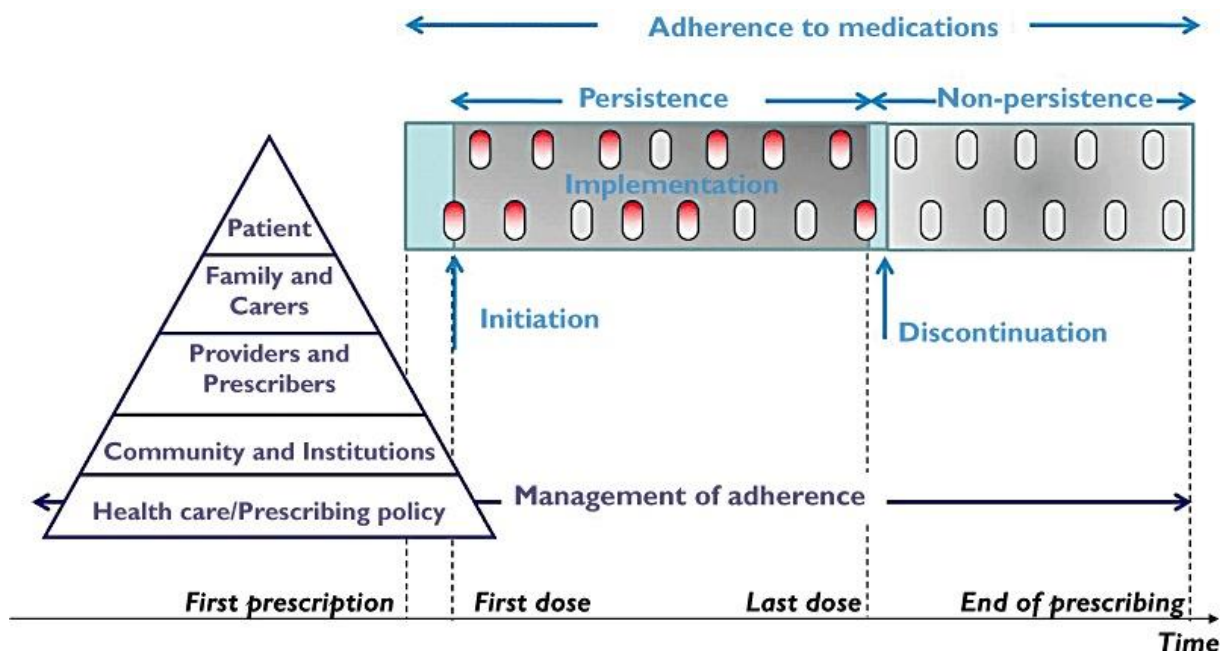 Adherence to medications
Persistence
Non-persistence
Implementation
Initiation
Discontinuation
Patient
Family and
Carers
Providers and
Prescribers
Community and Institutions
Health care/Prescribing policy
Management of adherence
First prescription
First dose
Last dose
End of prescribing
Time